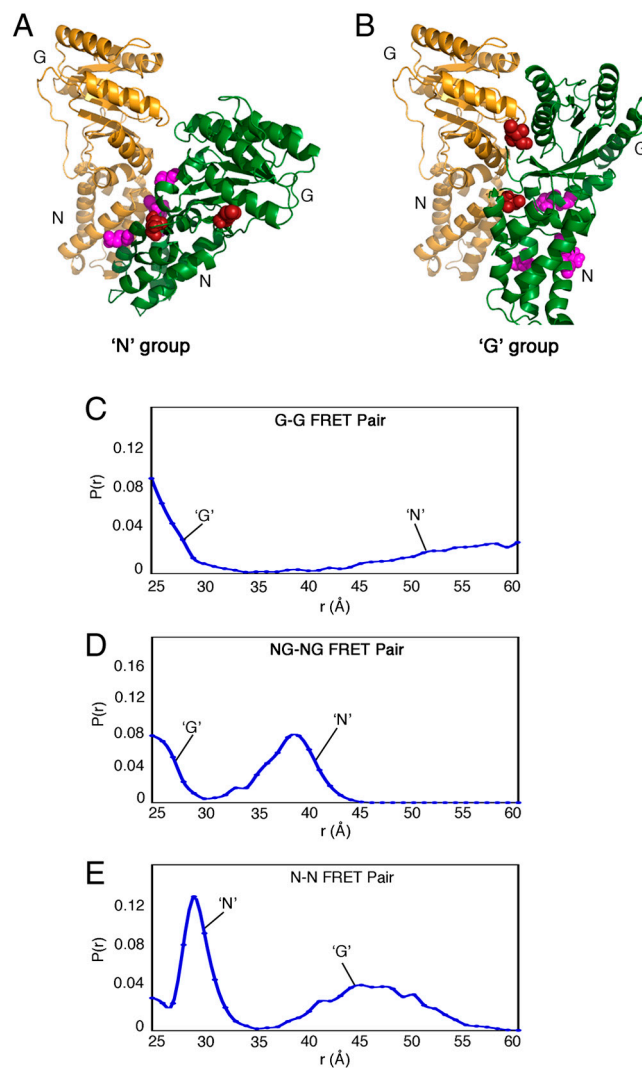 A
B
G
G
N
G
N
G
N
N
'N' group
'G' group
C
G-G FRET Pair
0.12
0.08
0.04
0
P(r)
'G'
'N'
25 30 35 40 45 50 55 60
r (Å)
D
NG-NG FRET Pair
0.16
0.12
0.08
0.04
0
P(r)
'G'
'N'
25 30 35 40 45 50 55 60
r (Å)
E
N-N FRET Pair
0.12
0.08
0.04
0
P(r)
'N'
'G'
25 30 35 40 45 50 55 60
r (Å)